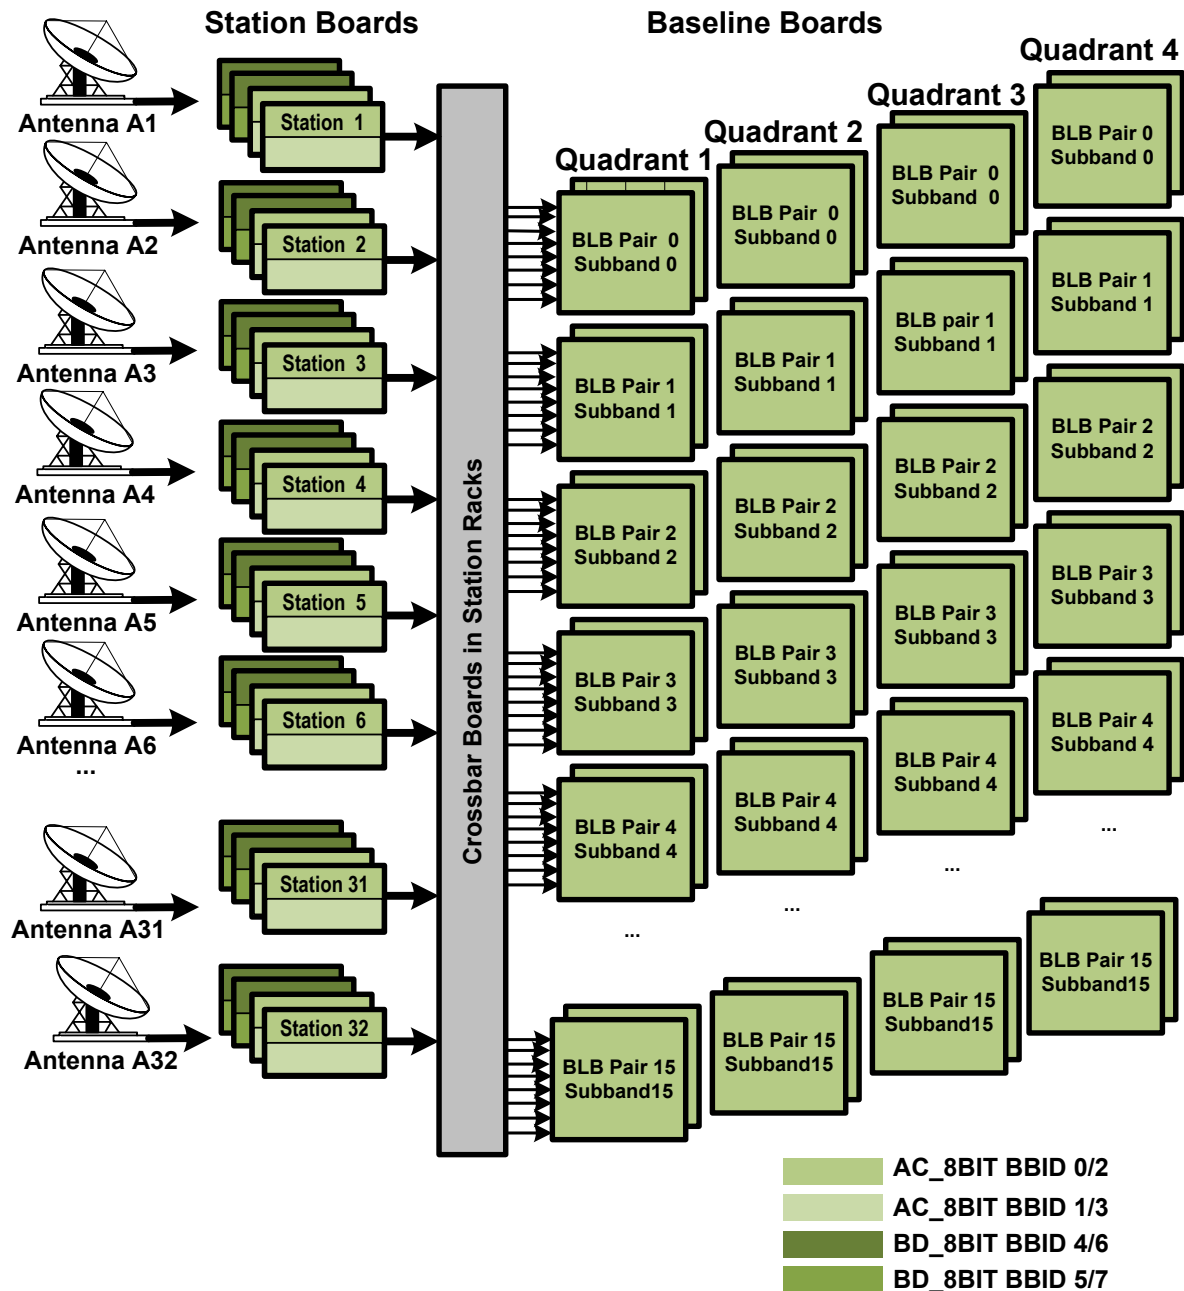 Station Boards
Baseline Boards
Antenna A1
Antenna A2
Antenna A3
Antenna A4
Antenna A5
Antenna A6
...
Antenna A31
Antenna A32
Station 1
Station 2
Station 3
Station 4
Station 5
Station 6
Station 31
Station 32
Crossbar Boards in Station Racks
Quadrant 1
BLB Pair 0
Subband 0
BLB Pair 1
Subband 1
BLB Pair 2
Subband 2
BLB Pair 3
Subband 3
BLB Pair 4
Subband 4
...
BLB Pair 15
Subband15
Quadrant 2
BLB Pair 0
Subband 0
BLB Pair 1
Subband 1
BLB Pair 2
Subband 2
BLB Pair 3
Subband 3
BLB Pair 4
Subband 4
...
BLB Pair 15
Subband15
Quadrant 3
BLB Pair 0
Subband 0
BLB pair 1
Subband 1
BLB Pair 2
Subband 2
BLB Pair 3
Subband 3
BLB Pair 4
Subband 4
...
BLB Pair 15
Subband15
Quadrant 4
BLB Pair 0
Subband 0
BLB Pair 1
Subband 1
BLB Pair 2
Subband 2
BLB Pair 3
Subband 3
BLB Pair 4
Subband 4
...
BLB Pair 15
Subband15
AC_8BIT BBID 0/2
AC_8BIT BBID 1/3
BD_8BIT BBID 4/6
BD_8BIT BBID 5/7